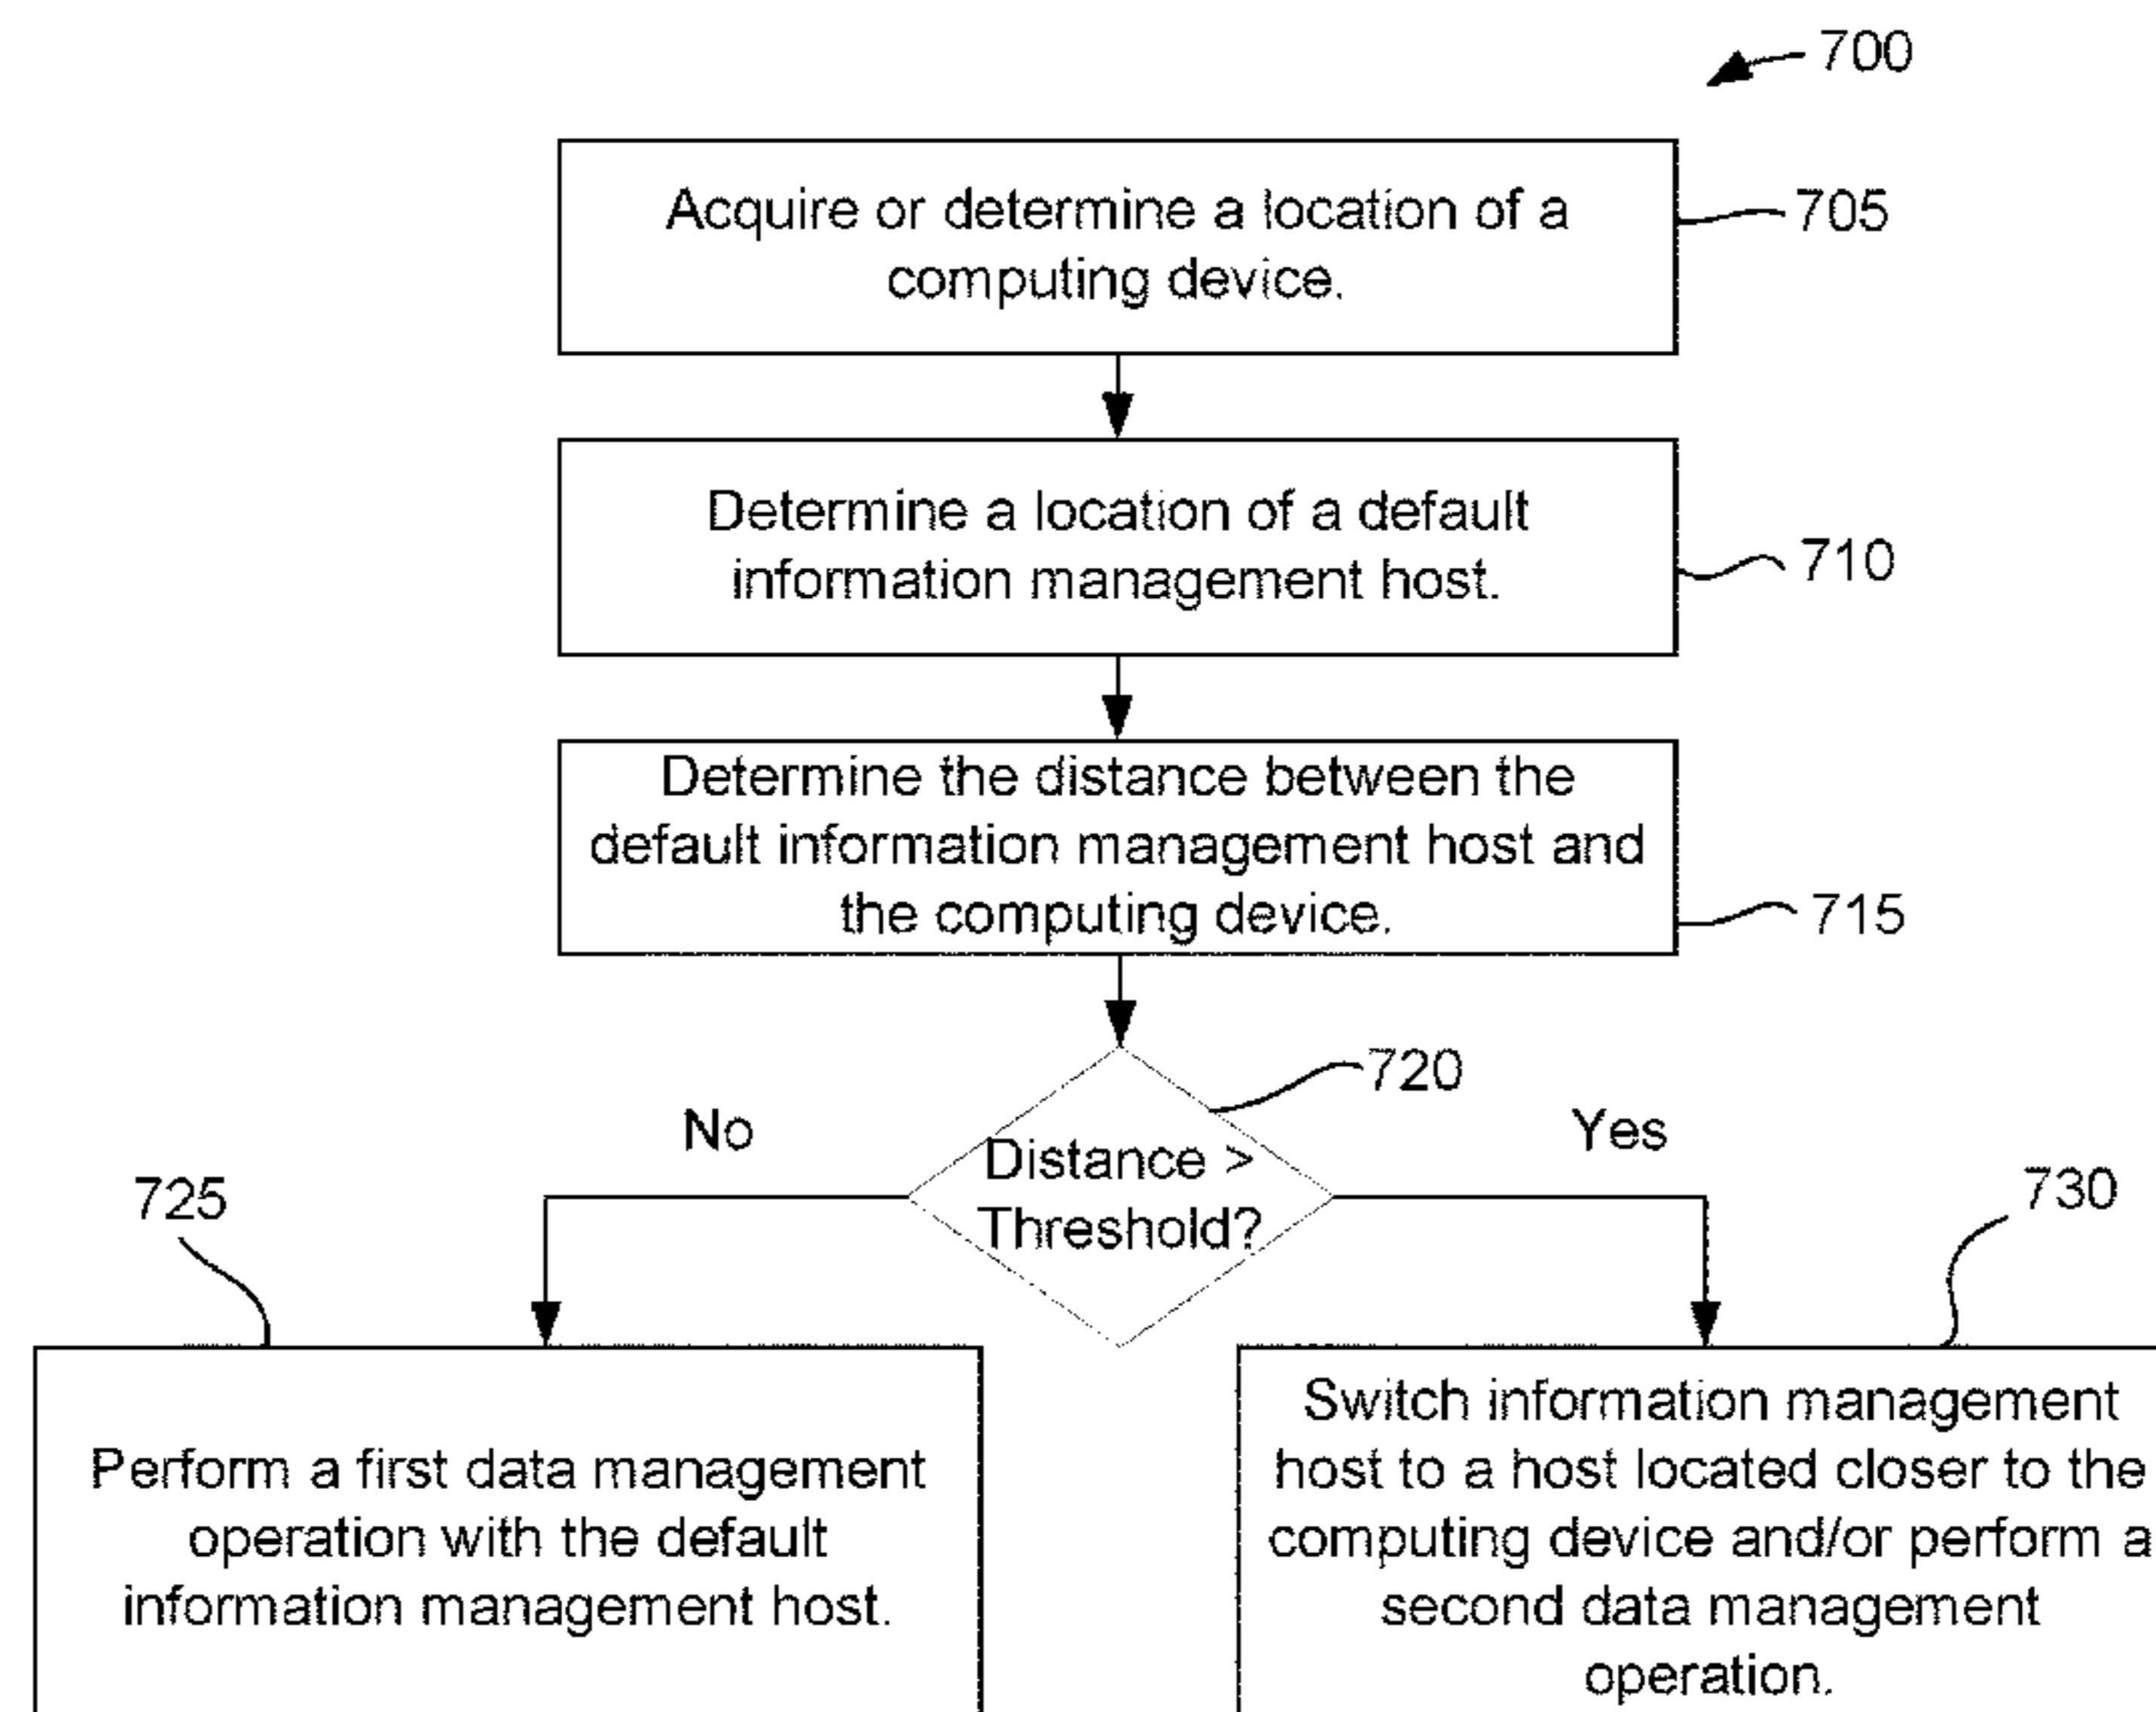 700
Acquire or determine a location of a
computing device.
705
Determine a location of a default
information management host.
710
Determine the distance between the
default information management host and
the computing device.
715
720
No
Yes
Distance >
Threshold?
725
730
Perform a first data management
operation with the default
information management host.
Switch information management
host to a host located closer to the
computing device and/or perform a
second data management
operation.